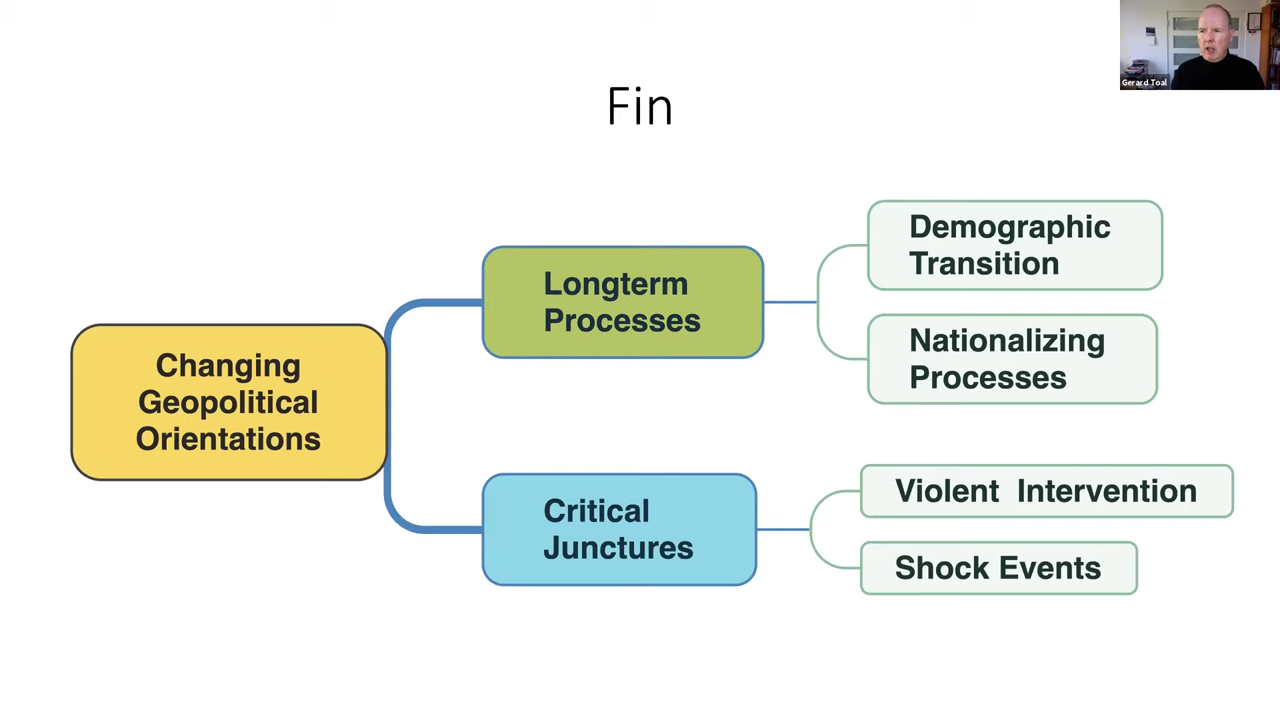 Gerard Toal
Fin
Changing
Geopolitical
Orientations
Longterm
Processes
Demographic
Transition
Nationalizing
Processes
Critical
Junctures
Violent Intervention
Shock Events